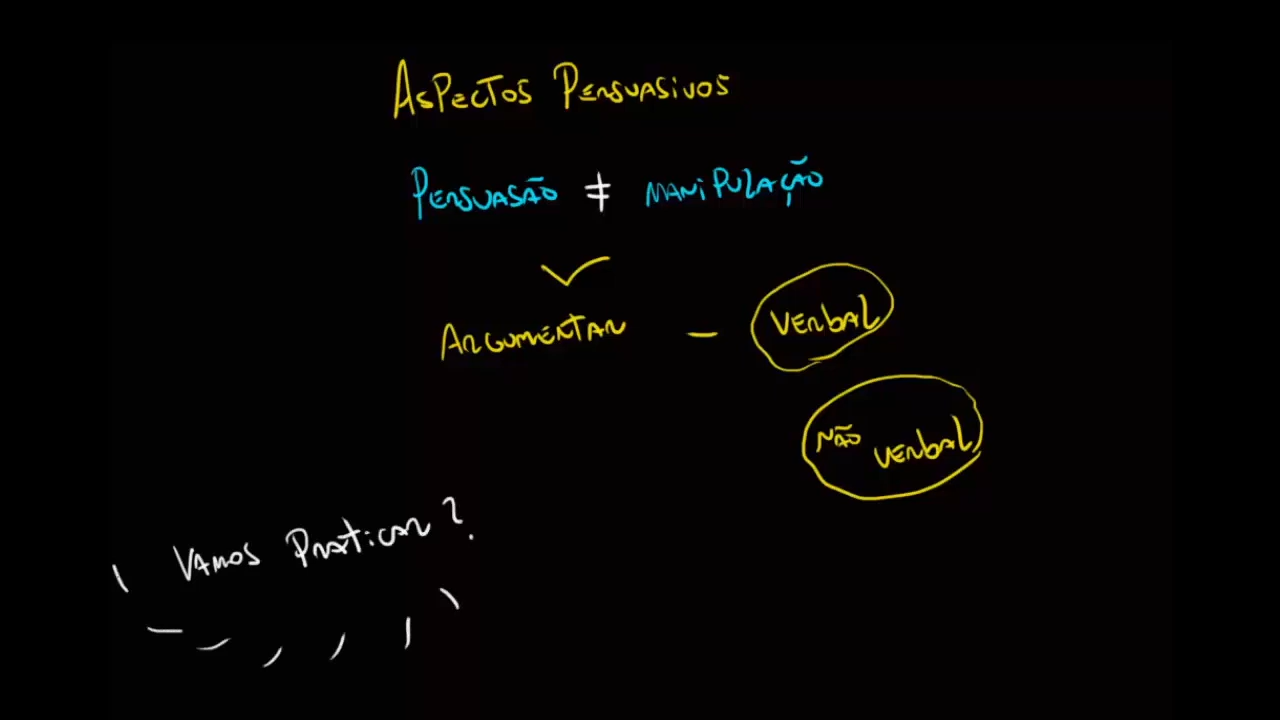 ASPECTOS PERSUASIVOS
PERSUASÃO ≠ MANIPULAÇÃO
ARGUMENTAR – VERBAL
NÃO VERBAL
VAMOS PRATICAR?